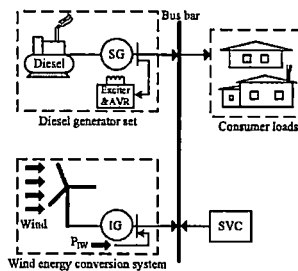 Bus bar
Diesel
SG
Exciter
& AVR
Diesel generator set
Consumer loads
Wind
IG
P_IW
SVC
Wind energy conversion system